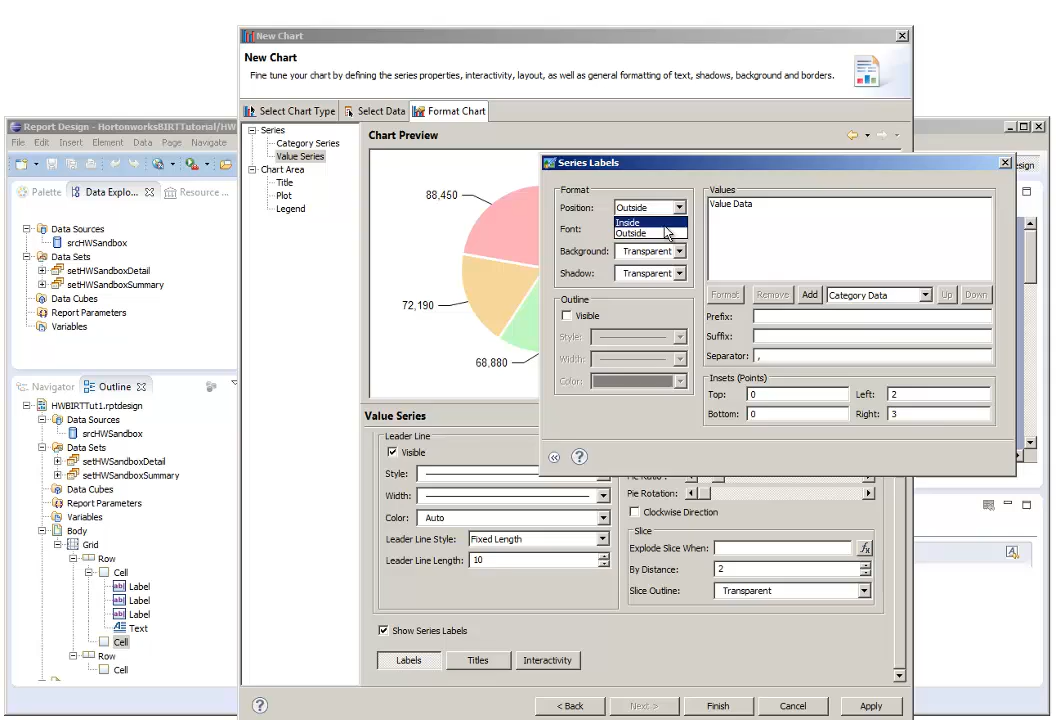 New Chart
New Chart
Fine tune your chart by defining the series properties, interactivity, layout, as well as general formatting of text, shadows, background and borders.
Select Chart Type
Select Data
Format Chart
Report Design - HortonworksBIRTTutorial/HW
File Edit Insert Element Data Page Navigate
Palette
Data Explo...
Resource ...
Data Sources
srcHWSandbox
Data Sets
setHWSandboxDetail
setHWSandboxSummary
Data Cubes
Report Parameters
Variables
Navigator
Outline
HWBIRTTut1.rptdesign
Data Sources
srcHWSandbox
Data Sets
setHWSandboxDetail
setHWSandboxSummary
Data Cubes
Report Parameters
Variables
Body
Grid
Row
Cell
Label
Label
Label
Text
Cell
Row
Cell
Series
Category Series
Value Series
Chart Area
Title
Plot
Legend
Chart Preview
88,450
72,190
68,880
Value Series
Leader Line
Visible
Style:
Width:
Color: Auto
Leader Line Style: Fixed Length
Leader Line Length: 10
Pie Rotation:
Clockwise Direction
Slice
Explode Slice When:
By Distance: 2
Slice Outline: Transparent
Show Series Labels
Labels
Titles
Interactivity
< Back
Next >
Finish
Cancel
Apply
Series Labels
Format
Position: Outside
Inside
Outside
Font:
Background: Transparent
Shadow: Transparent
Outline
Visible
Style:
Width:
Color:
Values
Value Data
Format
Remove
Add
Category Data
Up
Down
Prefix:
Suffix:
Separator: ,
Insets (Points)
Top: 0
Left: 2
Bottom: 0
Right: 3
sign